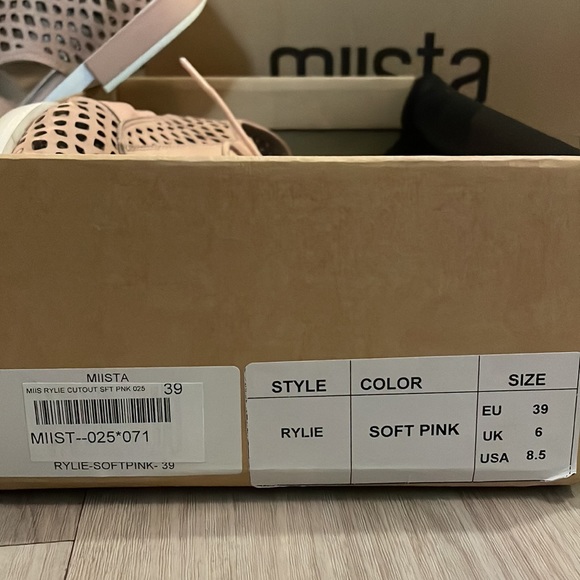 miista
MIISTA
MIIS RYLIE CUTOUT SFT PNK 025 39
MIIST--025*071
RYLIE-SOFTPINK- 39
STYLE COLOR SIZE
RYLIE SOFT PINK
EU 39
UK 6
USA 8.5